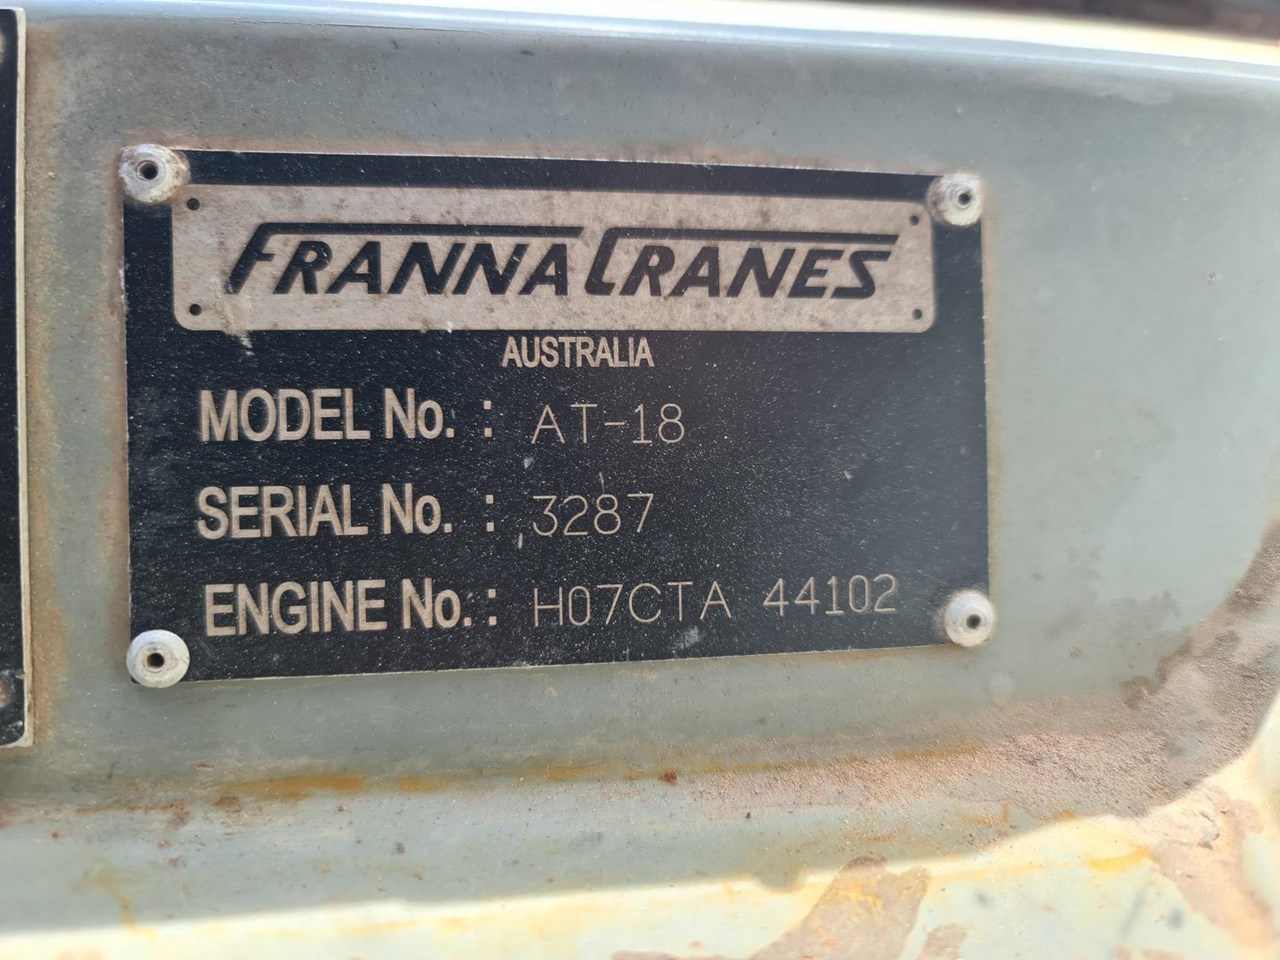 FRANNA CRANES
AUSTRALIA
MODEL No. : AT-18
SERIAL No. : 3287
ENGINE No. : H07CTA 44102